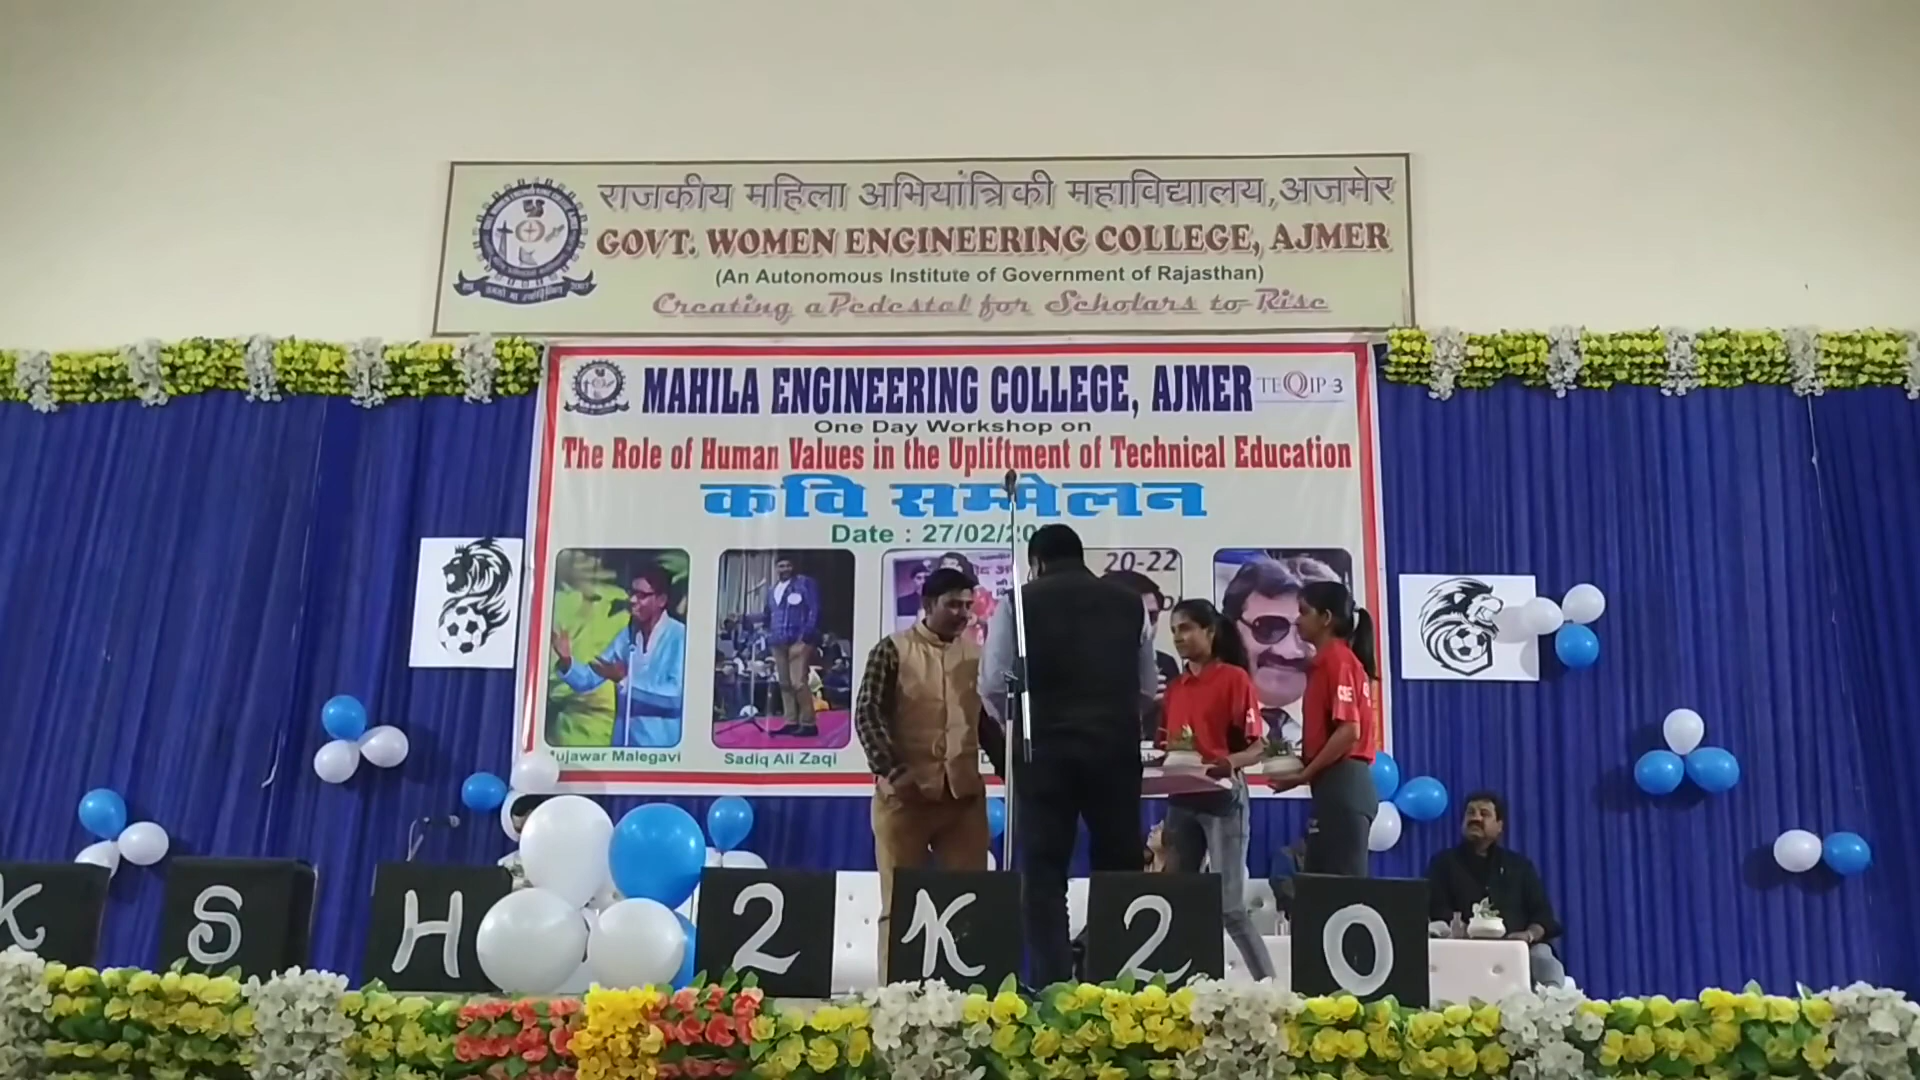 राजकीय महिला अभियांत्रिकी महाविद्यालय,अजमेर
GOVT. WOMEN ENGINEERING COLLEGE, AJMER
(An Autonomous Institute of Government of Rajasthan)
Creating a Pedestal for Scholars to Rise
MAHILA ENGINEERING COLLEGE, AJMER
TEQIP 3
One Day Workshop on
The Role of Human Values in the Upliftment of Technical Education
कवि सम्मेलन
Date : 27/02/20
20-22
ujawar Malegavi
Sadiq Ali Zaqi
CSE
K S H 2 K 2 0